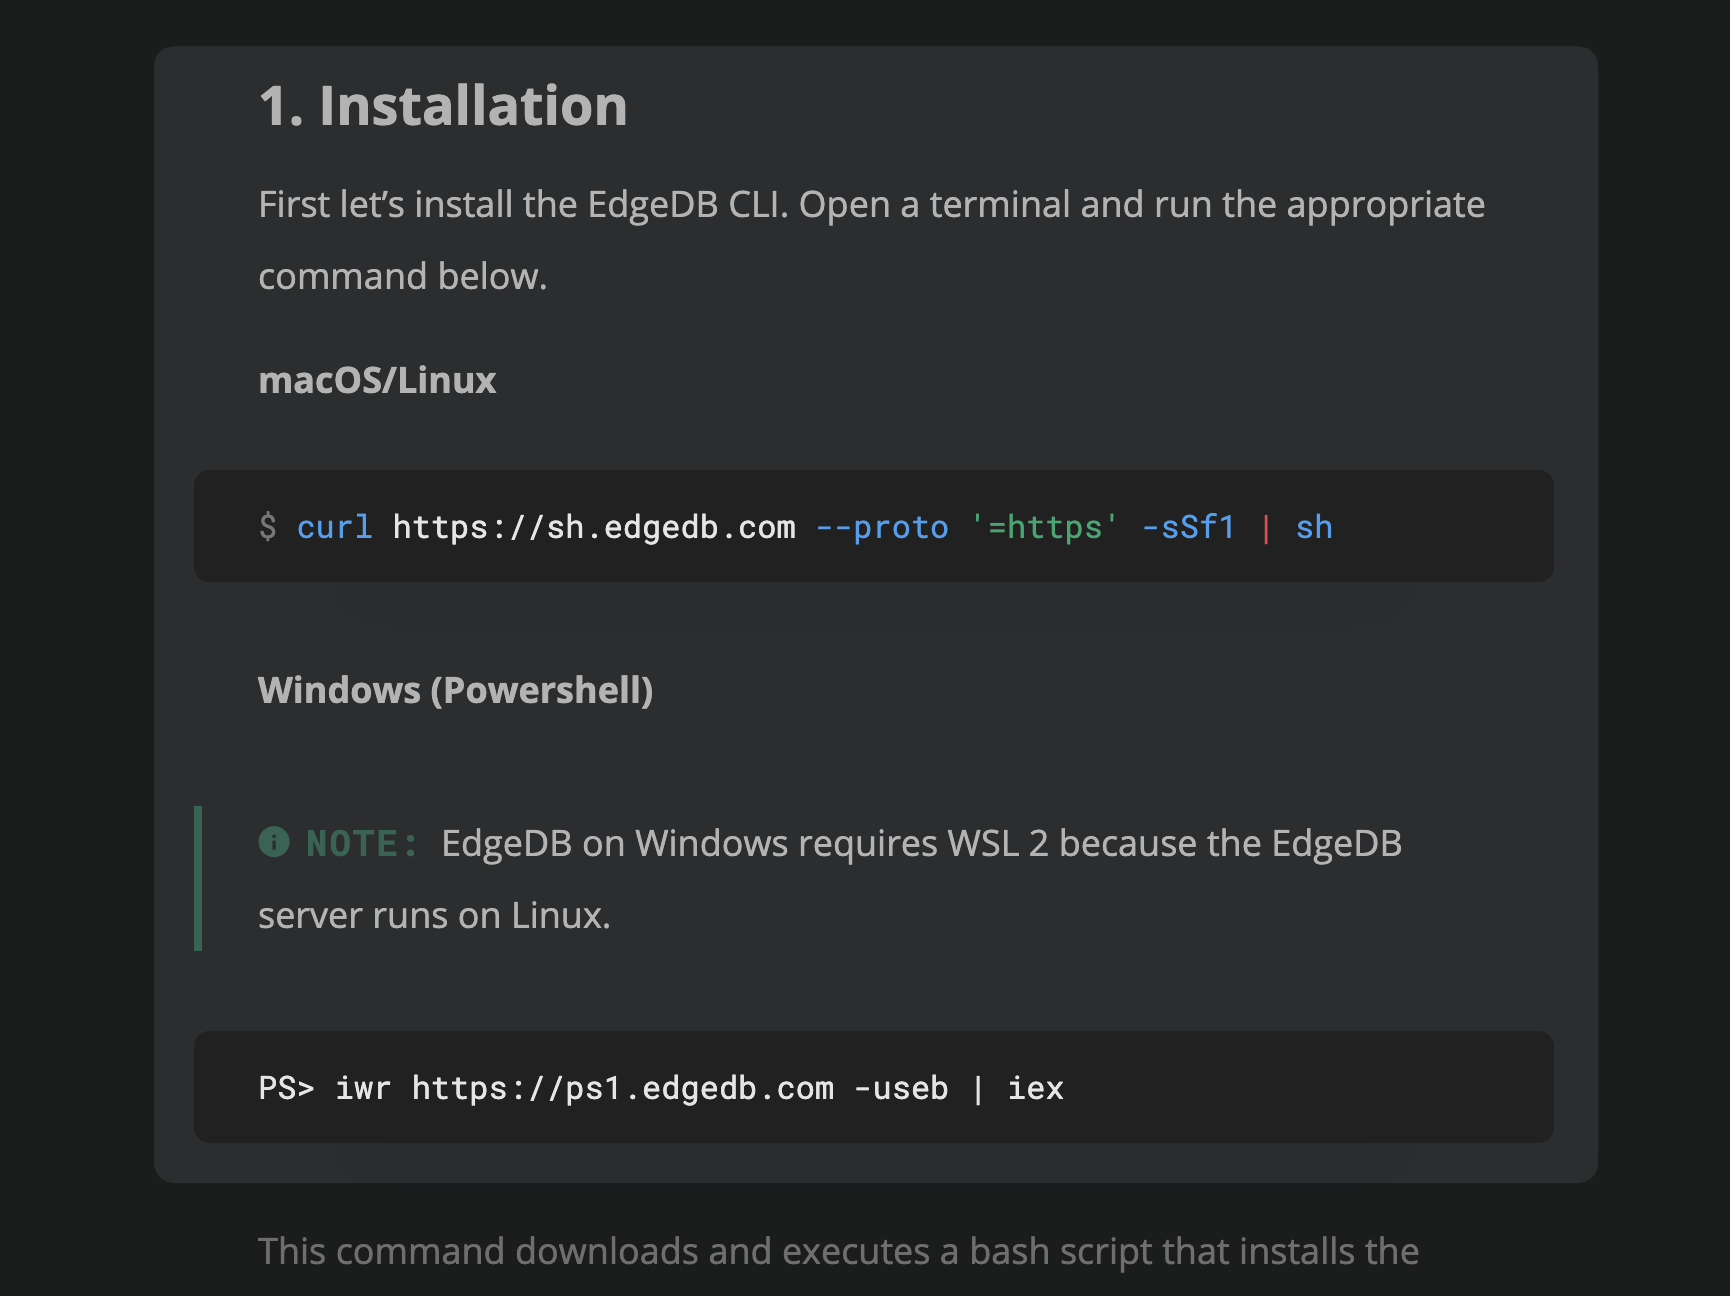 1. Installation
First let’s install the EdgeDB CLI. Open a terminal and run the appropriate
command below.
macOS/Linux
$ curl https://sh.edgedb.com --proto '=https' -sSf1 | sh
Windows (Powershell)
NOTE: EdgeDB on Windows requires WSL 2 because the EdgeDB
server runs on Linux.
PS> iwr https://ps1.edgedb.com -useb | iex
This command downloads and executes a bash script that installs the